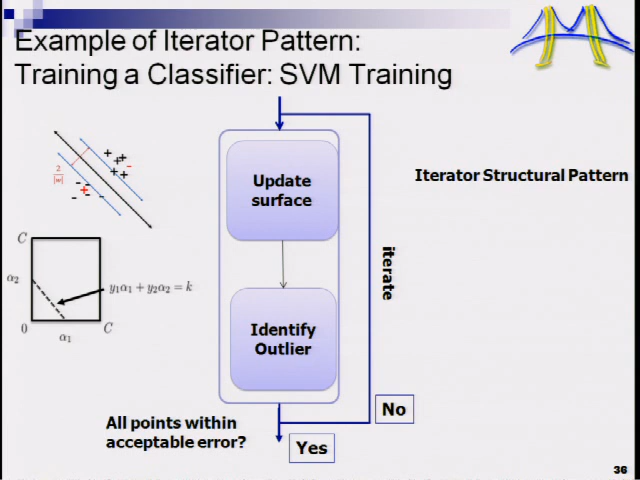 Example of Iterator Pattern:
Training a Classifier: SVM Training
Iterator Structural Pattern
Update
surface
iterate
2
|w|
C
α₂
y₁α₁ + y₂α₂ = k
0
α₁
C
Identify
Outlier
All points within
acceptable error?
No
Yes
36